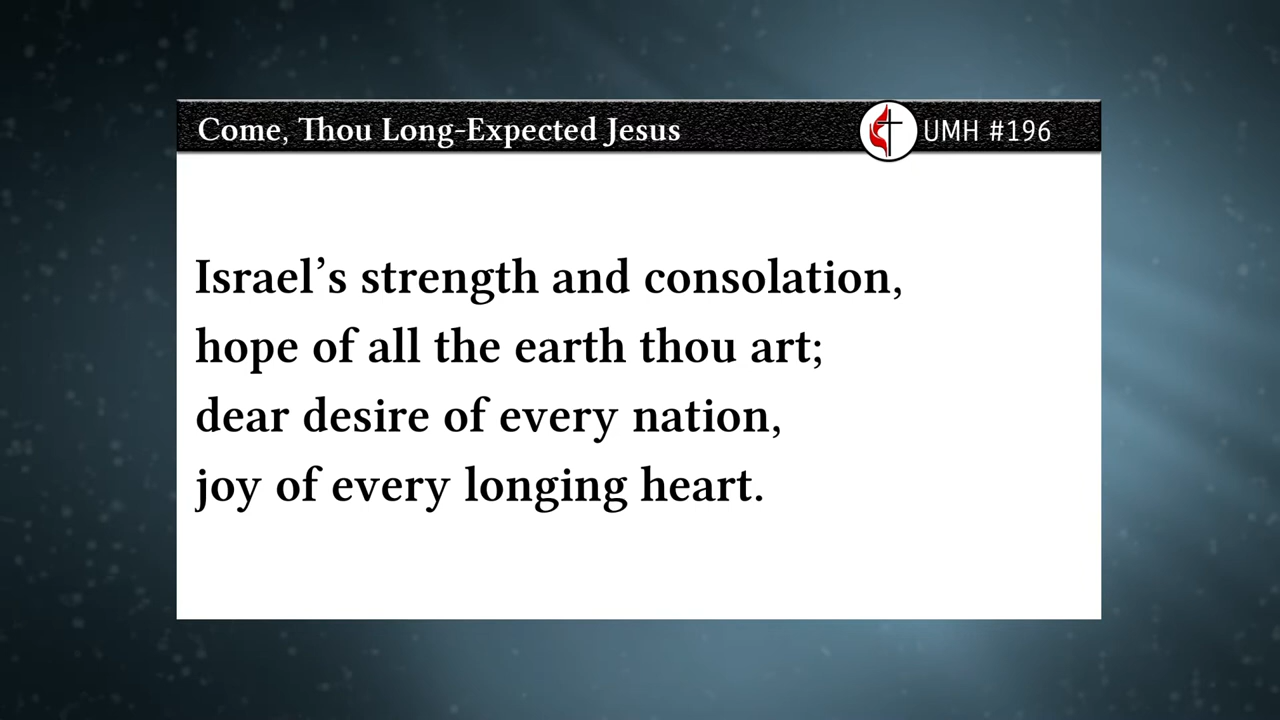 Come, Thou Long-Expected Jesus
UMH #196
Israel’s strength and consolation,
hope of all the earth thou art;
dear desire of every nation,
joy of every longing heart.